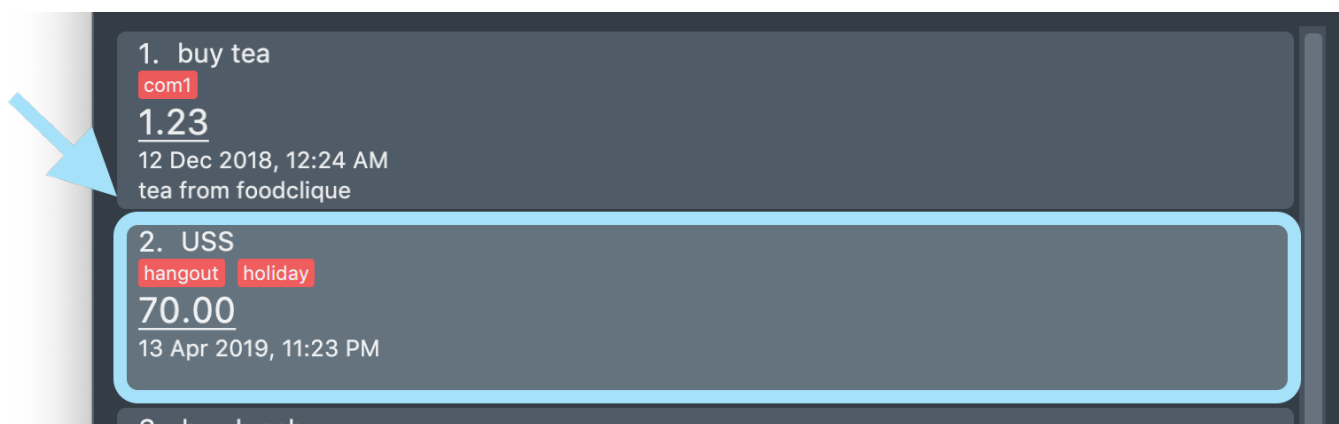 1. buy tea
com1
1.23
12 Dec 2018, 12:24 AM
tea from foodclique
2. USS
hangout holiday
70.00
13 Apr 2019, 11:23 PM